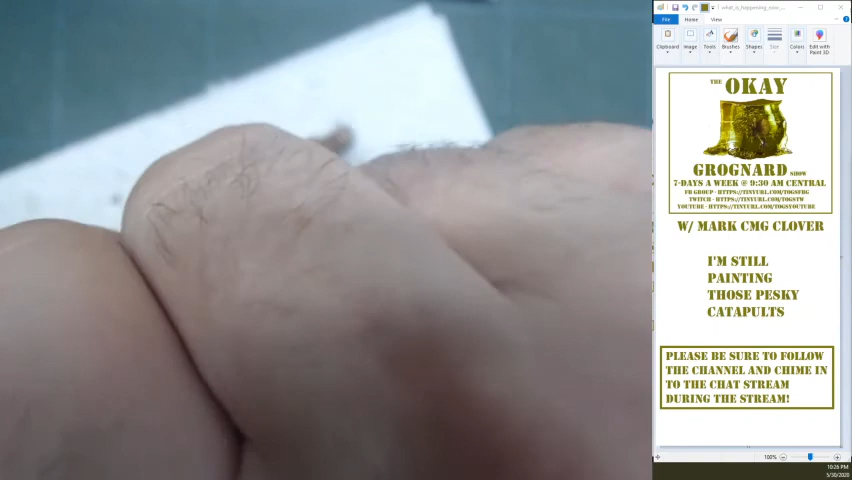 what_is_happening_now_...
File Home View
Clipboard Image Tools Brushes Shapes Size Colors Edit with Paint 3D
THE OKAY
GROGNARD SHOW
7-DAYS A WEEK @ 9:30 AM CENTRAL
FB GROUP - HTTPS://TINYURL.COM/TOGSFBG
TWITCH - HTTPS://TINYURL.COM/TOGSTW
YOUTUBE - HTTPS://TINYURL.COM/TOGSYOUTUBE
W/ MARK CMG CLOVER
I'M STILL
PAINTING
THOSE PESKY
CATAPULTS
PLEASE BE SURE TO FOLLOW
THE CHANNEL AND CHIME IN
TO THE CHAT STREAM
DURING THE STREAM!
100%
10:26 PM
5/30/2020